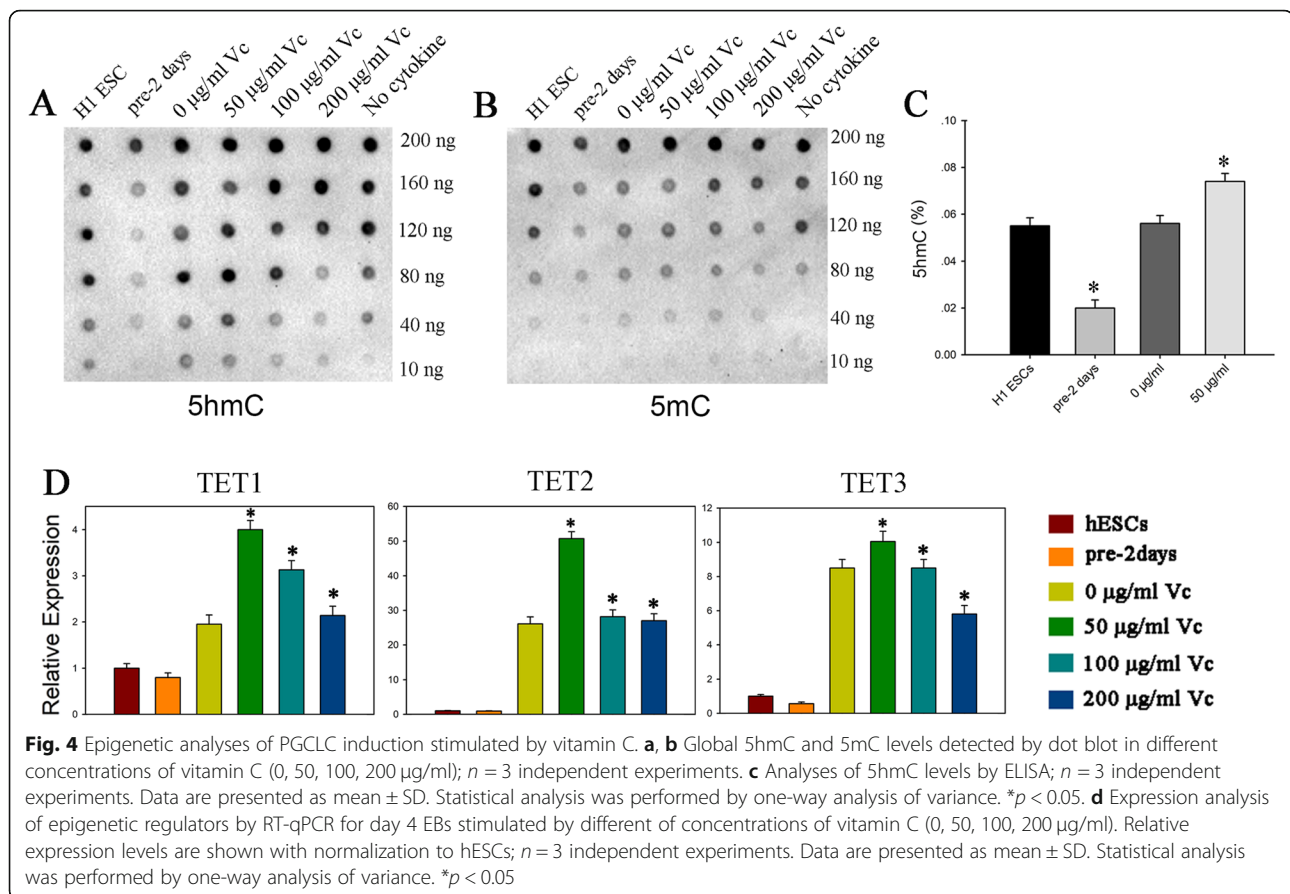 A
H1 ESC
pre-2 days
0 µg/ml Vc
50 µg/ml Vc
100 µg/ml Vc
200 µg/ml Vc
No cytokine
200 ng
160 ng
120 ng
80 ng
40 ng
10 ng
5hmC
B
H1 ESC
pre-2 days
0 µg/ml Vc
50 µg/ml Vc
100 µg/ml Vc
200 µg/ml Vc
No cytokine
200 ng
160 ng
120 ng
80 ng
40 ng
10 ng
5mC
C
5hmC (%)
.10
.08
.06
.04
.02
0.00
*
*
H1 ESCs
pre-2 days
0 µg/ml
50 µg/ml
D
Relative Expression
TET1
4
3
2
1
0
*
*
*
TET2
60
50
40
30
20
10
0
*
*
*
TET3
12
10
8
6
4
2
0
*
*
*
hESCs
pre-2days
0 µg/ml Vc
50 µg/ml Vc
100 µg/ml Vc
200 µg/ml Vc
Fig. 4 Epigenetic analyses of PGCLC induction stimulated by vitamin C. a, b Global 5hmC and 5mC levels detected by dot blot in different
concentrations of vitamin C (0, 50, 100, 200 µg/ml); n = 3 independent experiments. c Analyses of 5hmC levels by ELISA; n = 3 independent
experiments. Data are presented as mean ± SD. Statistical analysis was performed by one-way analysis of variance. *p < 0.05. d Expression analysis
of epigenetic regulators by RT-qPCR for day 4 EBs stimulated by different of concentrations of vitamin C (0, 50, 100, 200 µg/ml). Relative
expression levels are shown with normalization to hESCs; n = 3 independent experiments. Data are presented as mean ± SD. Statistical analysis
was performed by one-way analysis of variance. *p < 0.05